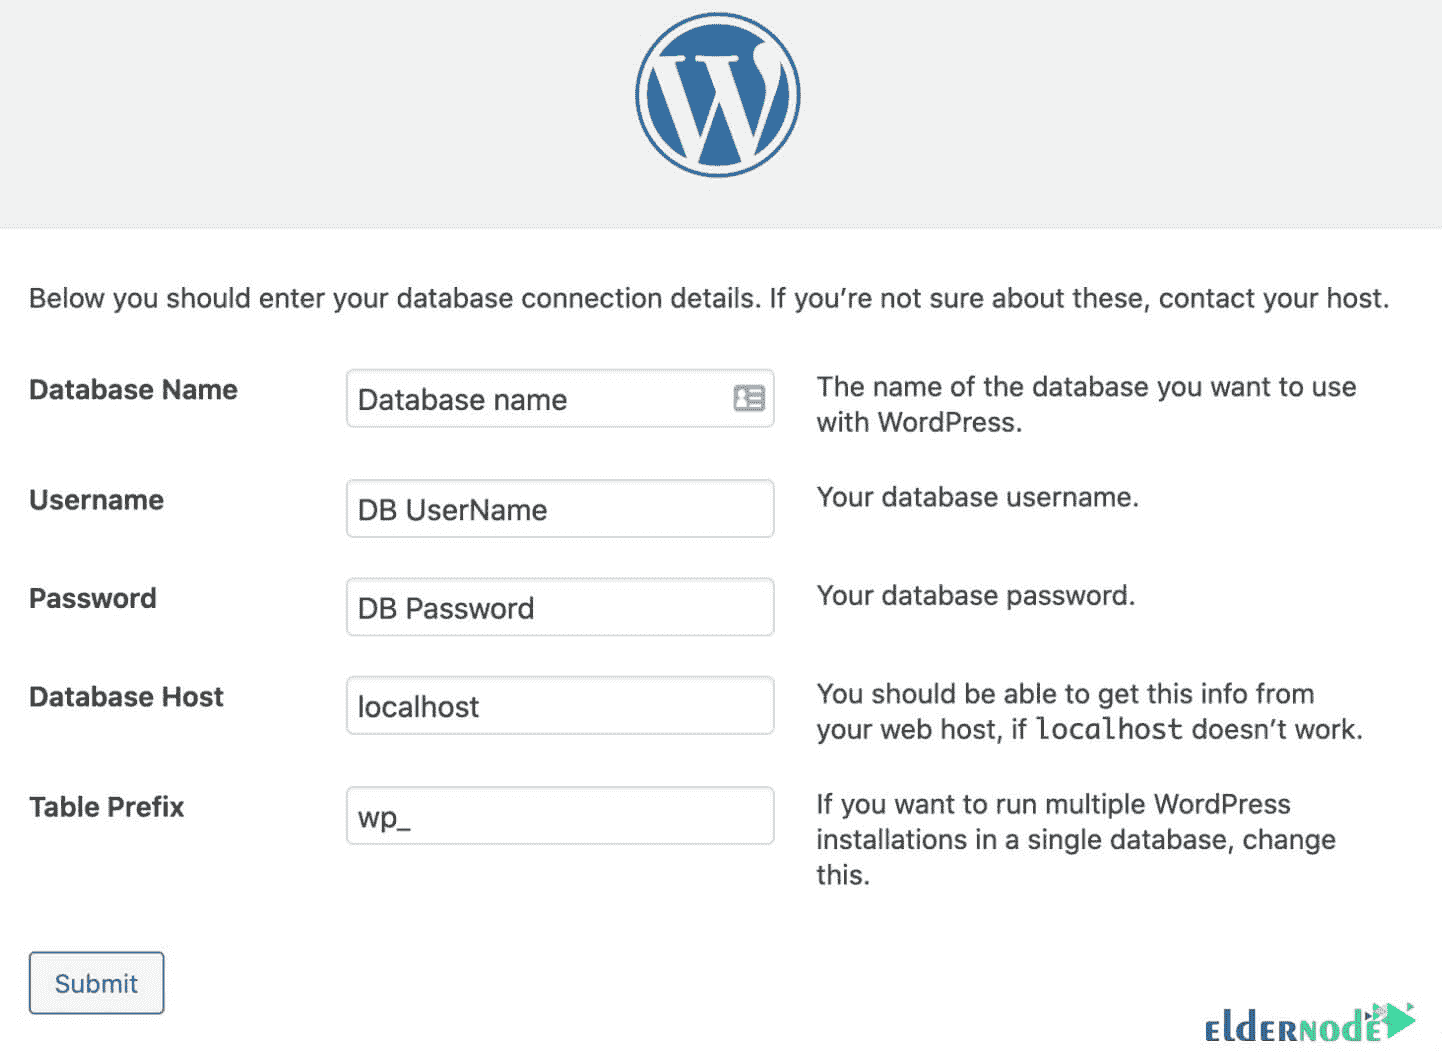 Below you should enter your database connection details. If you’re not sure about these, contact your host.
Database Name
Database name
The name of the database you want to use
with WordPress.
Username
DB UserName
Your database username.
Password
DB Password
Your database password.
Database Host
localhost
You should be able to get this info from
your web host, if localhost doesn’t work.
Table Prefix
wp_
If you want to run multiple WordPress
installations in a single database, change
this.
Submit
ELDERNODE